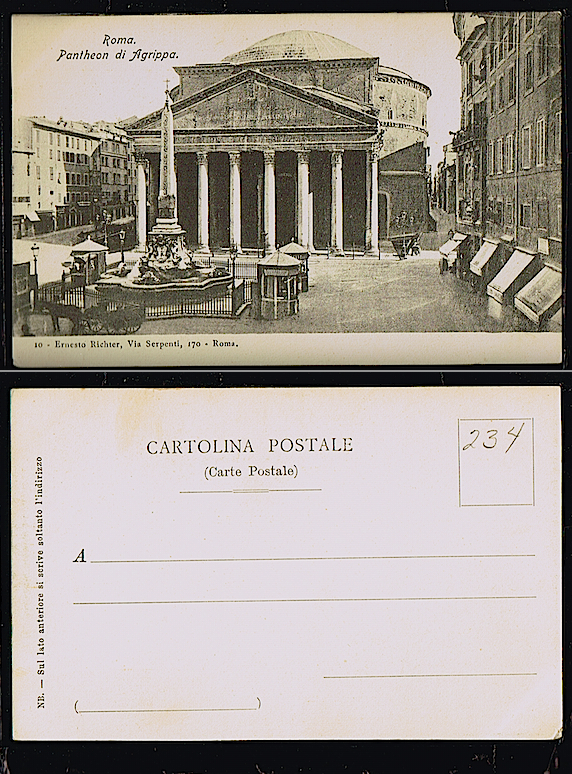 Roma.
Pantheon di Agrippa.
10 - Ernesto Richter, Via Serpenti, 170 - Roma.
CARTOLINA POSTALE
(Carte Postale)
234
A
NB. — Sul lato anteriore si scrive soltanto l'indirizzo